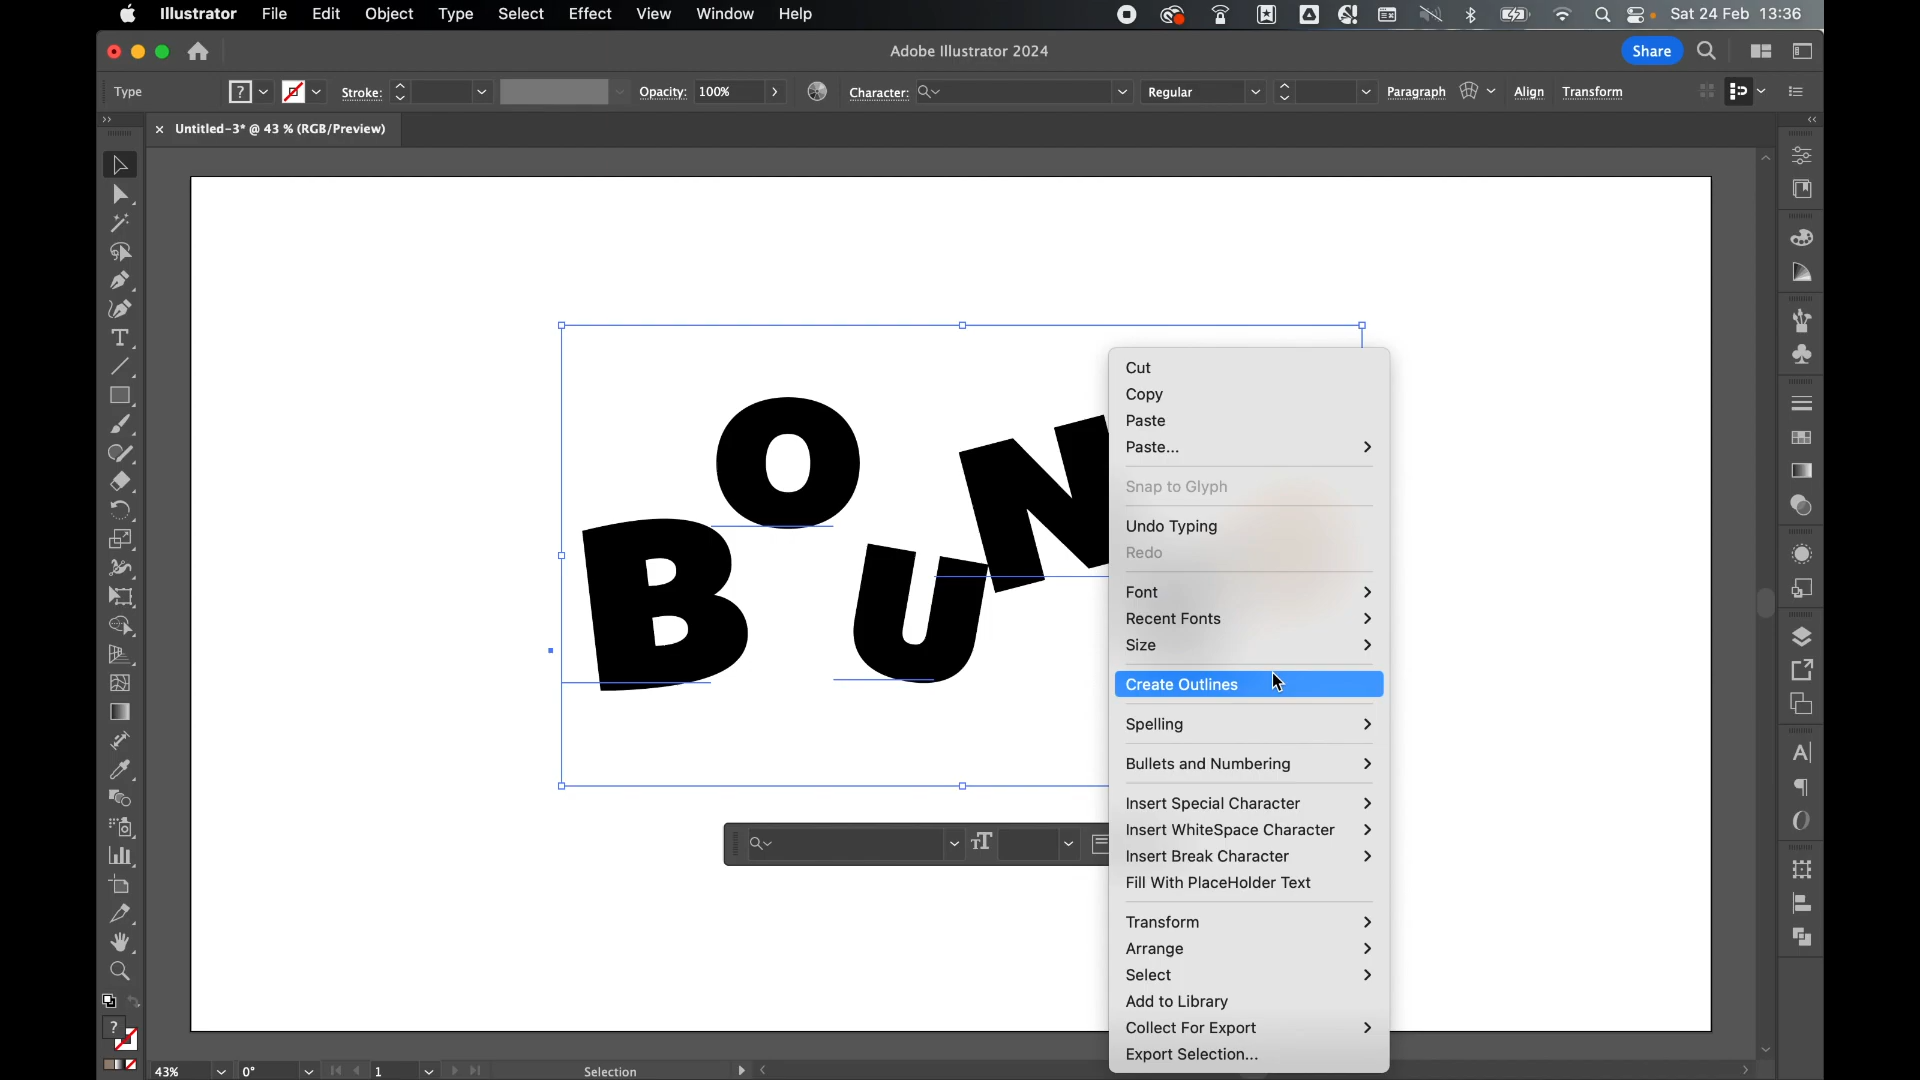 Illustrator File Edit Object Type Select Effect View Window Help Sat 24 Feb 13:36
Adobe Illustrator 2024 Share
Type ? Stroke: Opacity: 100% Character: Regular Paragraph Align Transform
× Untitled-3* @ 43 % (RGB/Preview)
B O U N
Cut
Copy
Paste
Paste...
Snap to Glyph
Undo Typing
Redo
Font
Recent Fonts
Size
Create Outlines
Spelling
Bullets and Numbering
Insert Special Character
Insert WhiteSpace Character
Insert Break Character
Fill With PlaceHolder Text
Transform
Arrange
Select
Add to Library
Collect For Export
Export Selection...
?
43% 0° 1 Selection